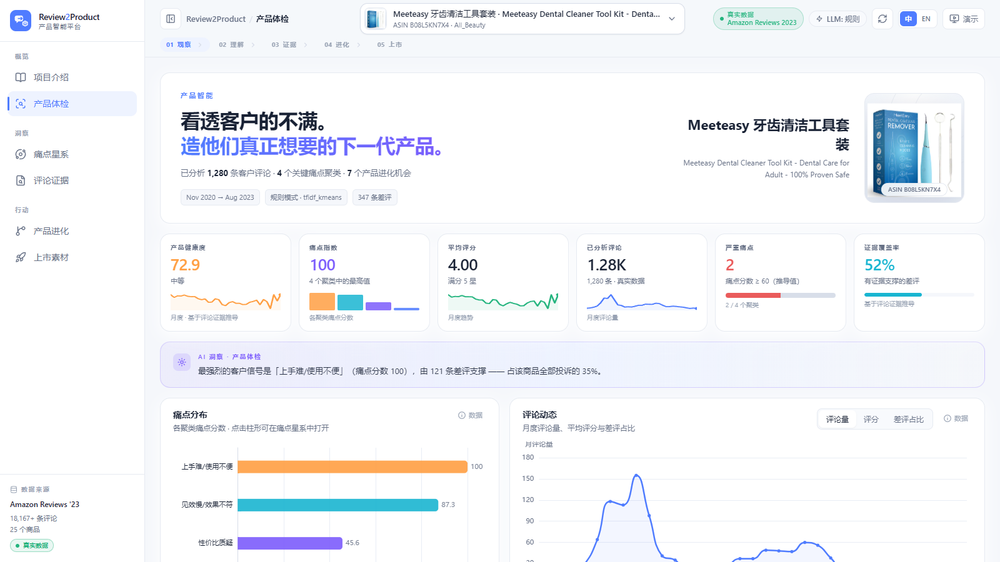 Review2Product
产品智能平台
概览
项目介绍
产品体检
洞察
痛点星系
评论证据
行动
产品进化
上市素材
数据来源
Amazon Reviews '23
18,167+ 条评论
25 个商品
真实数据
Review2Product / 产品体检
Meeteasy 牙齿清洁工具套装 · Meeteasy Dental Cleaner Tool Kit - Denta...
ASIN B08L5KN7X4 · All_Beauty
真实数据
Amazon Reviews 2023
LLM: 规则
中 EN
演示
01 观察
02 理解
03 证据
04 进化
05 上市
产品智能
看透客户的不满。
造他们真正想要的下一代产品。
已分析 1,280 条客户评论 · 4 个关键痛点聚类 · 7 个产品进化机会
Nov 2020 → Aug 2023
规则模式 · tfidf_kmeans
347 条差评
Meeteasy 牙齿清洁工具套
装
Meeteasy Dental Cleaner Tool Kit - Dental Care for
Adult - 100% Proven Safe
MeetEasy
DENTAL CALCULUS
REMOVER
ASIN B08L5KN7X4
产品健康度
72.9
中等
月度 · 基于评论证据推导
痛点指数
100
4 个聚类中的最高值
各聚类痛点分数
平均评分
4.00
满分 5 星
月度趋势
已分析评论
1.28K
1,280 条 · 真实数据
月度评论量
严重痛点
2
痛点分数 ≥ 60（推导值）
2 / 4 个聚类
证据覆盖率
52%
有证据支撑的差评
基于评论证据推导
AI 洞察 · 产品体检
最强烈的客户信号是「上手难/使用不便」（痛点分数 100），由 121 条差评支撑 —— 占该商品全部投诉的 35%。
痛点分布
数据
各聚类痛点分数 · 点击柱形可在痛点星系中打开
上手难/使用不便
100
见效慢/效果不符
87.3
性价比质疑
45.6
评论动态
月度评论量、平均评分与差评占比
评论量
评分
差评占比
数据
月评论量
180
150
120
90
60
30